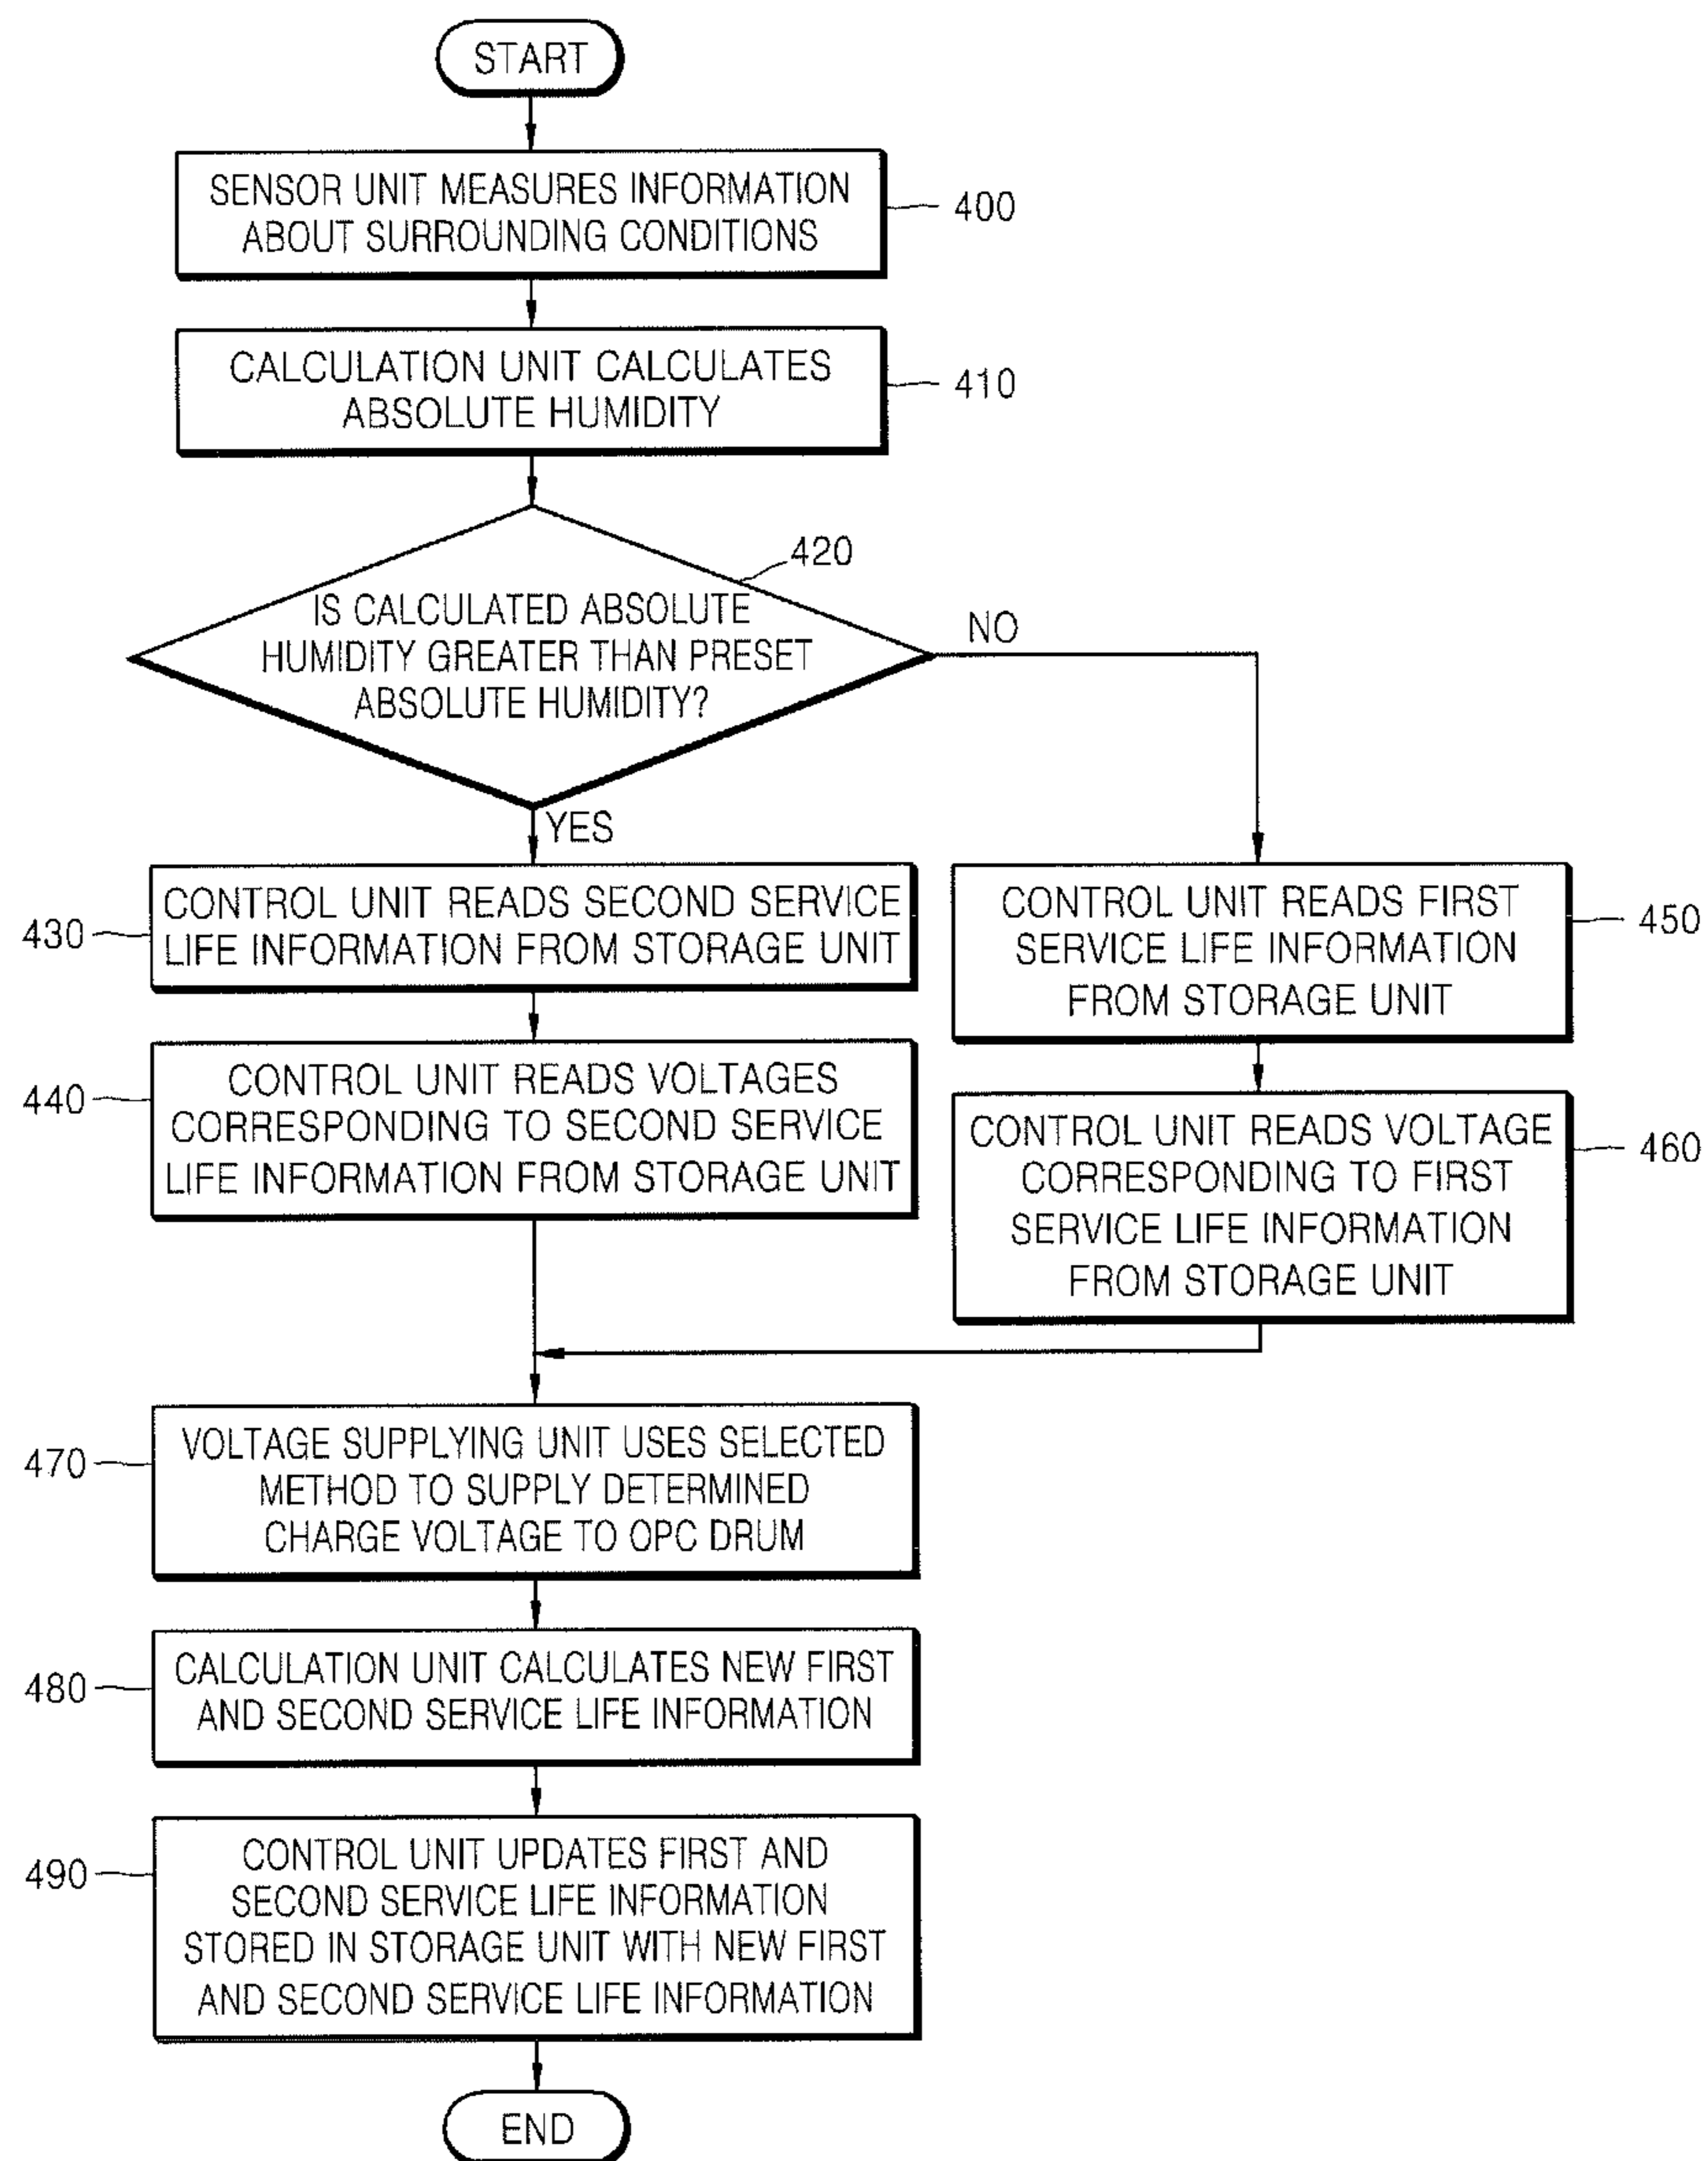 START
SENSOR UNIT MEASURES INFORMATION
ABOUT SURROUNDING CONDITIONS
400
CALCULATION UNIT CALCULATES
ABSOLUTE HUMIDITY
410
420
IS CALCULATED ABSOLUTE
HUMIDITY GREATER THAN PRESET
ABSOLUTE HUMIDITY?
NO
YES
430
CONTROL UNIT READS SECOND SERVICE
LIFE INFORMATION FROM STORAGE UNIT
440
CONTROL UNIT READS VOLTAGES
CORRESPONDING TO SECOND SERVICE
LIFE INFORMATION FROM STORAGE UNIT
CONTROL UNIT READS FIRST
SERVICE LIFE INFORMATION
FROM STORAGE UNIT
450
CONTROL UNIT READS VOLTAGE
CORRESPONDING TO FIRST
SERVICE LIFE INFORMATION
FROM STORAGE UNIT
460
470
VOLTAGE SUPPLYING UNIT USES SELECTED
METHOD TO SUPPLY DETERMINED
CHARGE VOLTAGE TO OPC DRUM
480
CALCULATION UNIT CALCULATES NEW FIRST
AND SECOND SERVICE LIFE INFORMATION
490
CONTROL UNIT UPDATES FIRST AND
SECOND SERVICE LIFE INFORMATION
STORED IN STORAGE UNIT WITH NEW FIRST
AND SECOND SERVICE LIFE INFORMATION
END